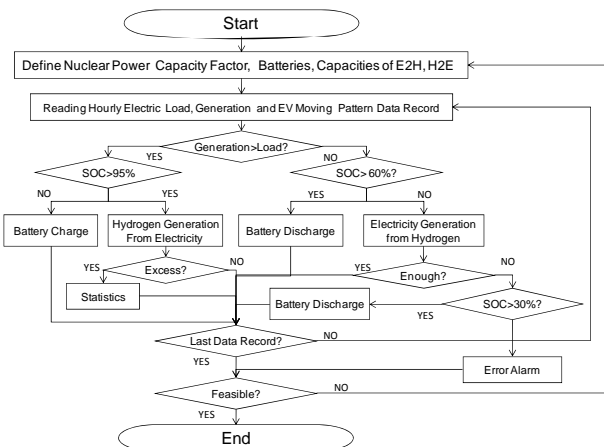 Start
Define Nuclear Power Capacity Factor, Batteries, Capacities of E2H, H2E
Reading Hourly Electric Load, Generation and EV Moving Pattern Data Record
Generation>Load?
YES
NO
SOC>95%
SOC>60%?
NO
YES
YES
NO
Battery Charge
Hydrogen Generation
From Electricity
Battery Discharge
Electricity Generation
from Hydrogen
YES
Excess?
NO
YES
Enough?
NO
Statistics
Battery Discharge
YES
SOC>30%?
Last Data Record?
NO
YES
Error Alarm
Feasible?
NO
YES
End